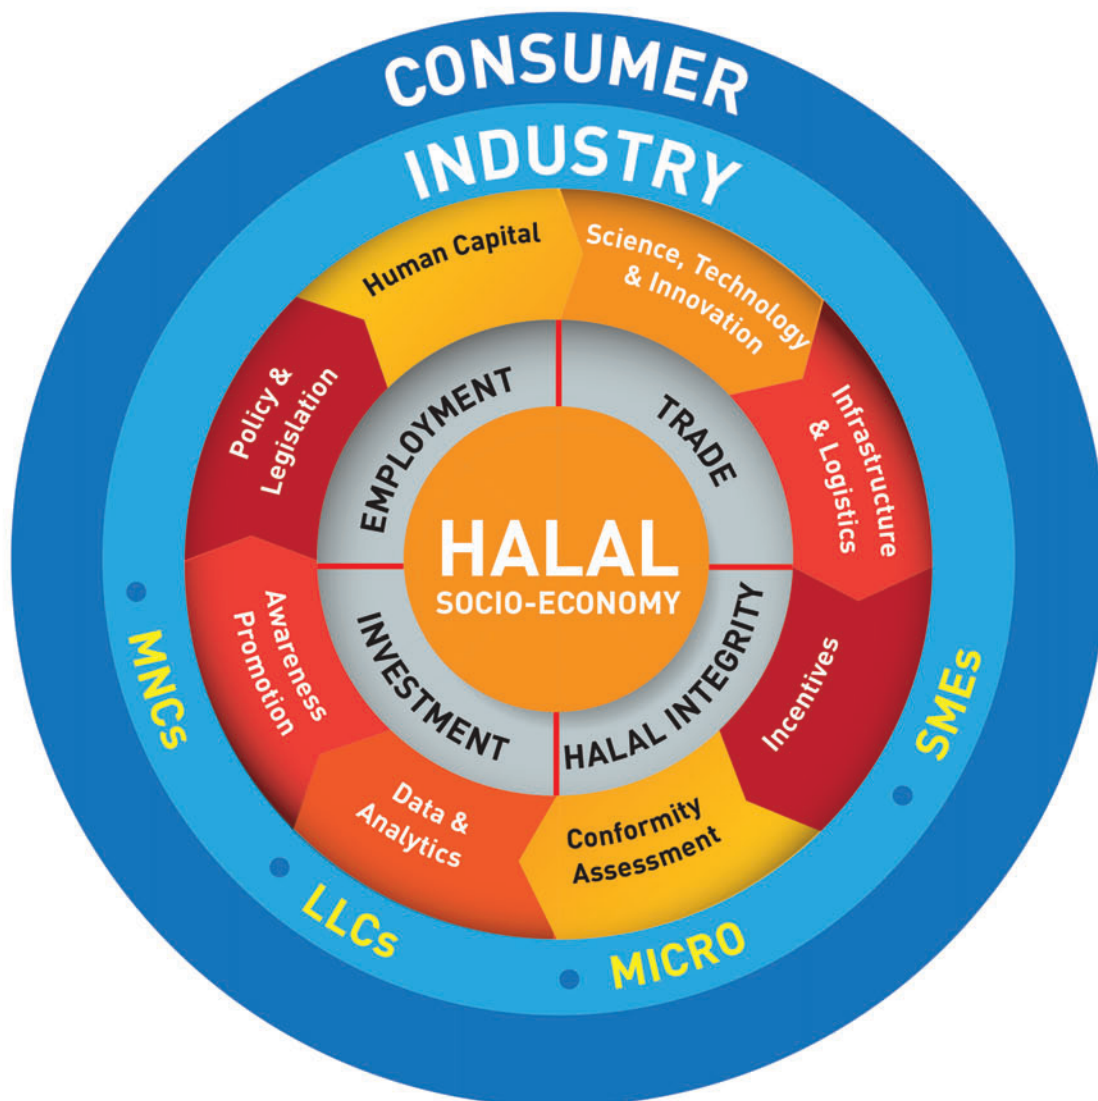 CONSUMER
INDUSTRY
Human Capital
Science, Technology
& Innovation
Infrastructure
& Logistics
Incentives
Conformity
Assessment
Data &
Analytics
Awareness
Promotion
Policy &
Legislation
EMPLOYMENT
TRADE
HALAL INTEGRITY
INVESTMENT
HALAL
SOCIO-ECONOMY
• MNCs
• LLCs
• MICRO
• SMEs